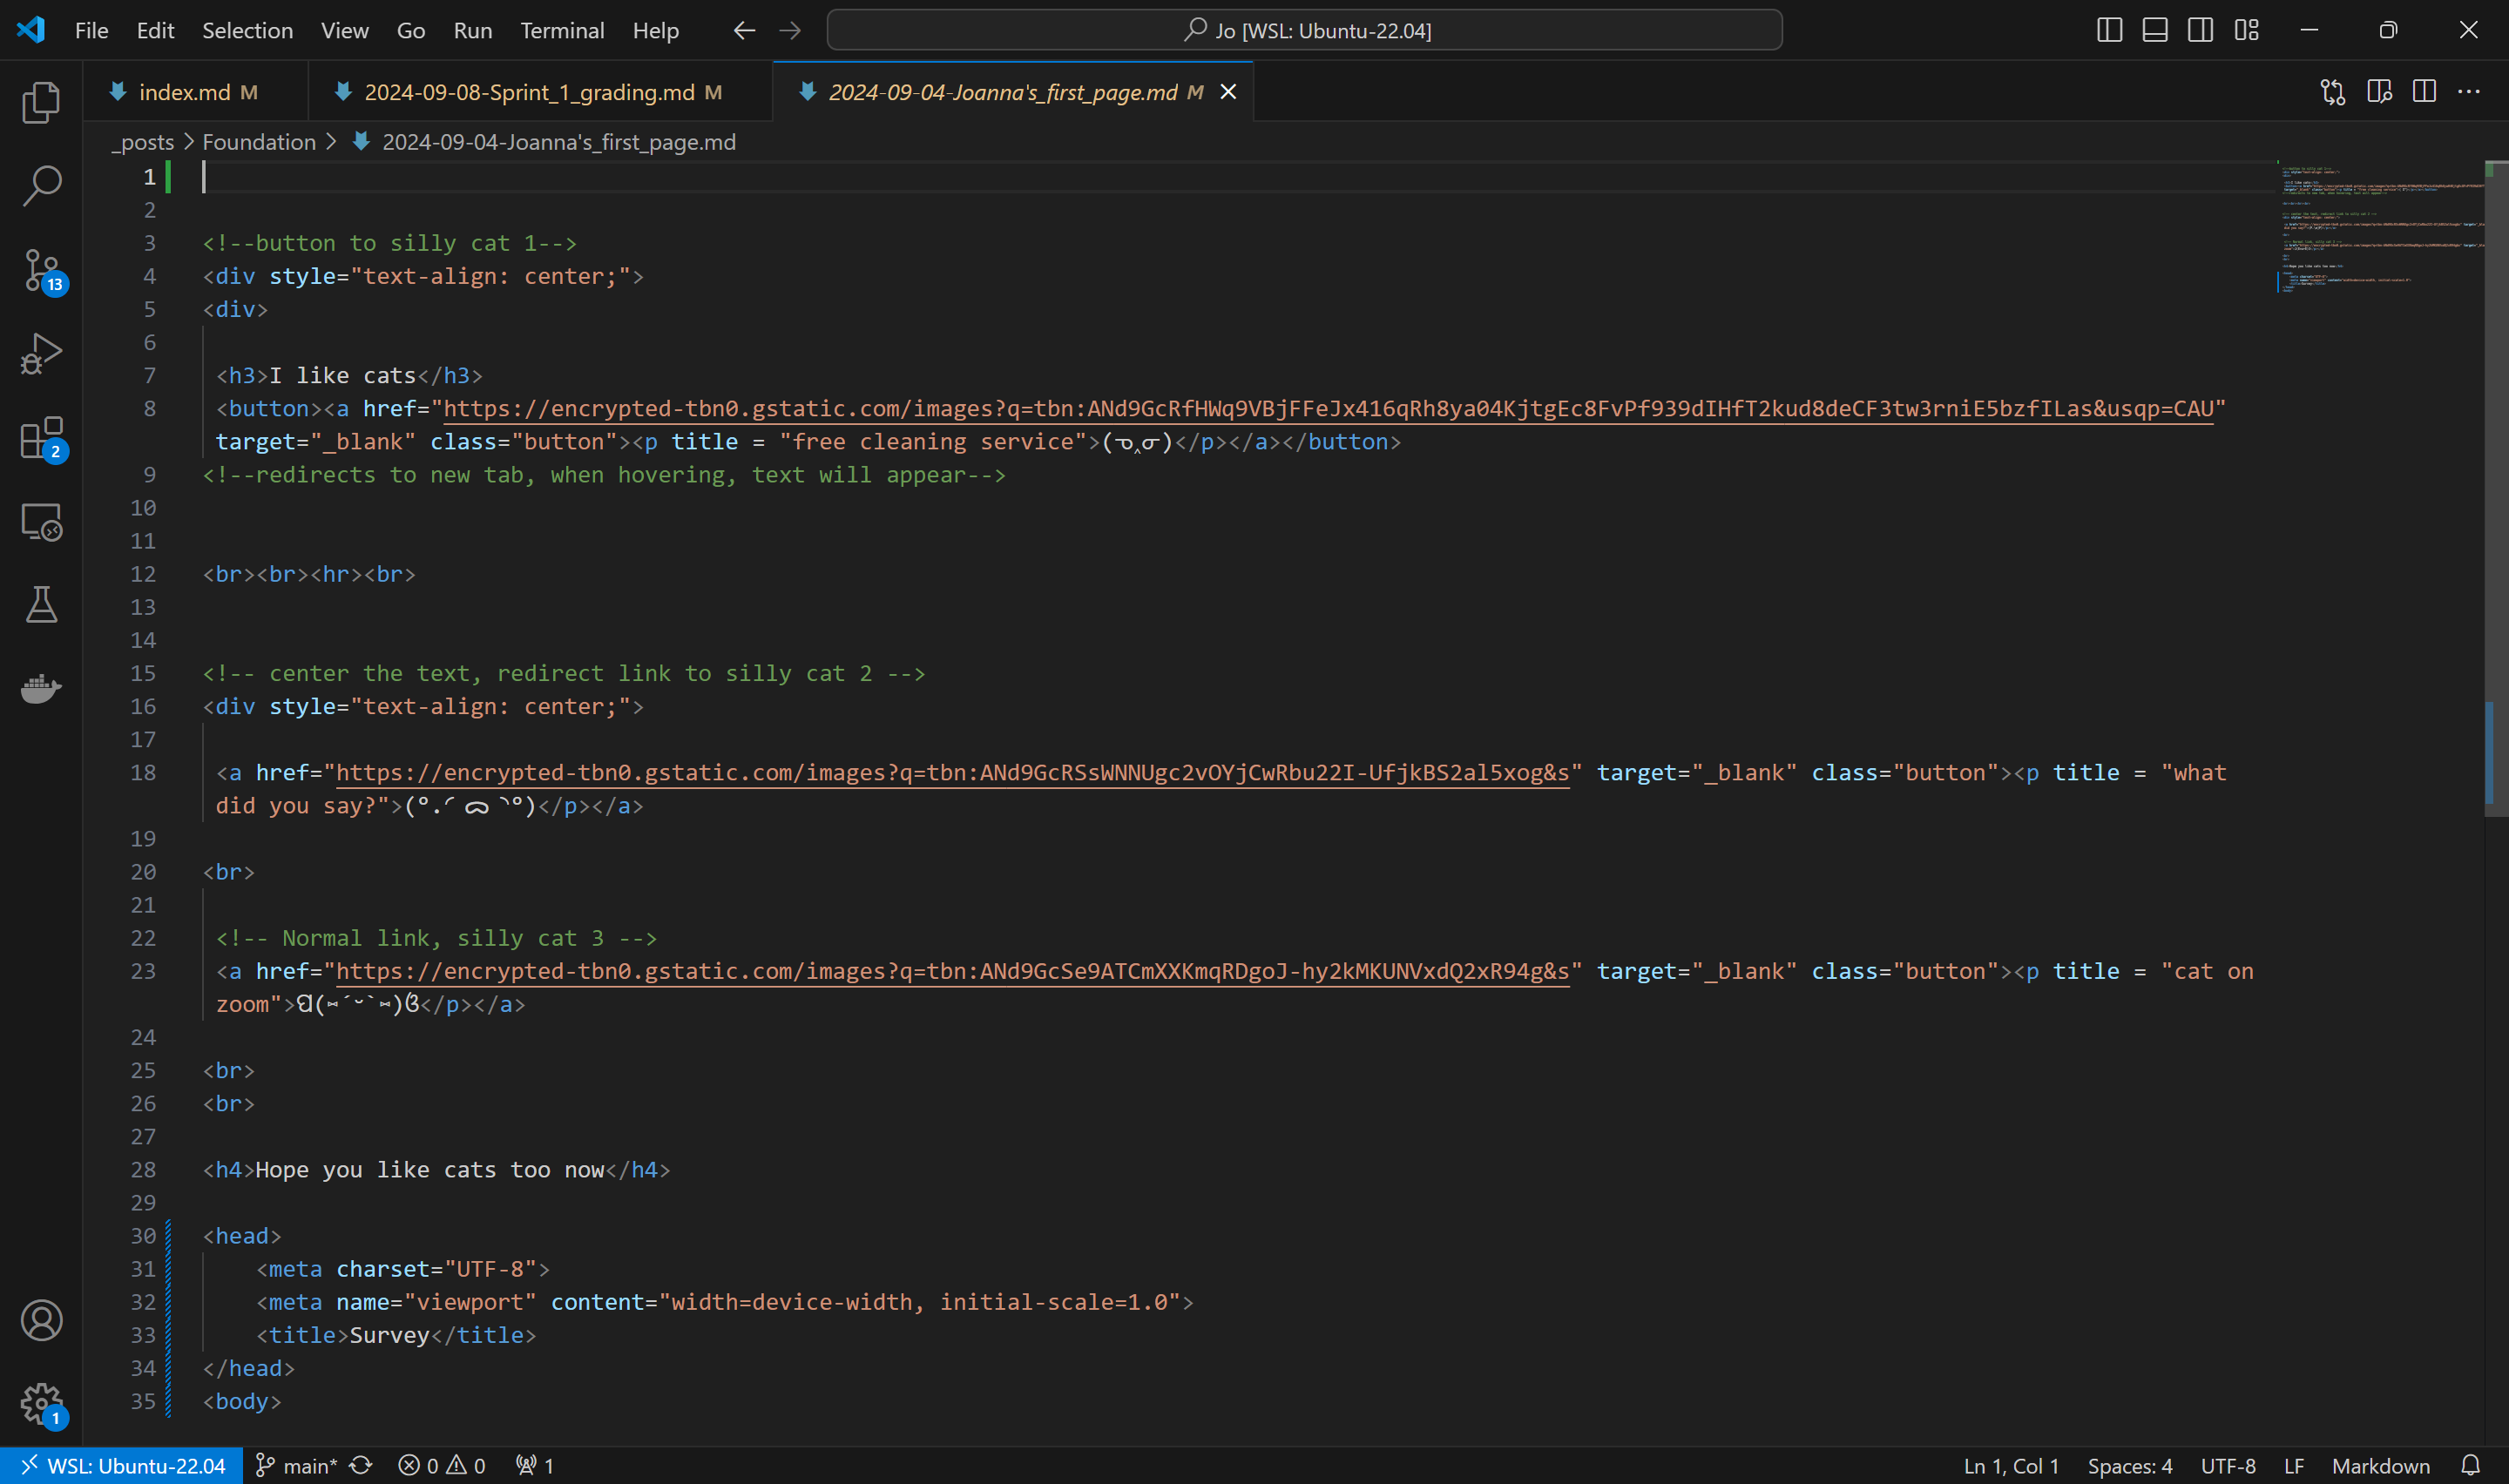 File Edit Selection View Go Run Terminal Help
Jo [WSL: Ubuntu-22.04]
index.md M
2024-09-08-Sprint_1_grading.md M
2024-09-04-Joanna's_first_page.md M
_posts > Foundation > 2024-09-04-Joanna's_first_page.md
1
2
3 <!--button to silly cat 1-->
4 <div style="text-align: center;">
5 <div>
6
7 <h3>I like cats</h3>
8 <button><a href="https://encrypted-tbn0.gstatic.com/images?q=tbn:ANd9GcRfHWq9VBjFFeJx416qRh8ya04KjtgEc8FvPf939dIHfT2kud8deCF3tw3rniE5bzfILas&usqp=CAU"
target="_blank" class="button"><p title = "free cleaning service">(ᓀ‸ᓂ)</p></a></button>
9 <!--redirects to new tab, when hovering, text will appear-->
10
11
12 <br><br><hr><br>
13
14
15 <!-- center the text, redirect link to silly cat 2 -->
16 <div style="text-align: center;">
17
18 <a href="https://encrypted-tbn0.gstatic.com/images?q=tbn:ANd9GcRSsWNNUgc2vOYjCwRbu22I-UfjkBS2al5xog&s" target="_blank" class="button"><p title = "what
did you say?">(°.◜ᯅ◝°)</p></a>
19
20 <br>
21
22 <!-- Normal link, silly cat 3 -->
23 <a href="https://encrypted-tbn0.gstatic.com/images?q=tbn:ANd9GcSe9ATCmXXKmqRDgoJ-hy2kMKUNVxdQ2xR94g&s" target="_blank" class="button"><p title = "cat on
zoom">ପ(⑅ˊᵕˋ⑅)ଓ</p></a>
24
25 <br>
26 <br>
27
28 <h4>Hope you like cats too now</h4>
29
30 <head>
31 <meta charset="UTF-8">
32 <meta name="viewport" content="width=device-width, initial-scale=1.0">
33 <title>Survey</title>
34 </head>
35 <body>
13
2
1
WSL: Ubuntu-22.04 main* 0 0 1
Ln 1, Col 1 Spaces: 4 UTF-8 LF Markdown